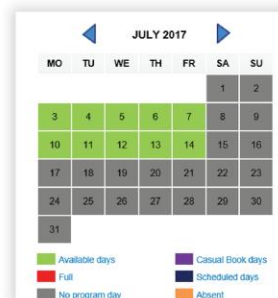 JULY 2017
MO TU WE TH FR SA SU
1 2
3 4 5 6 7 8 9
10 11 12 13 14 15 16
17 18 19 20 21 22 23
24 25 26 27 28 29 30
31
Available days Casual Book days
Full Scheduled days
No program day Absent